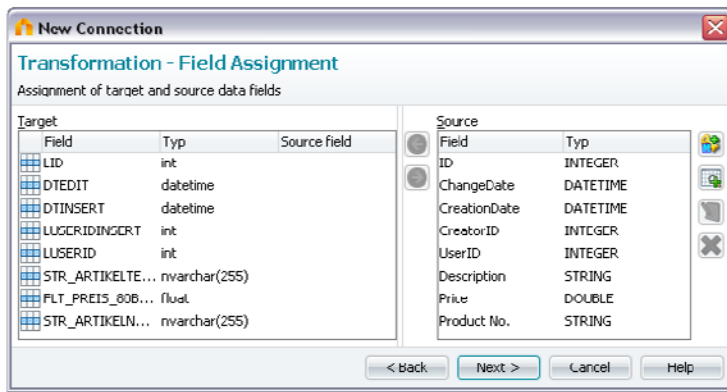 New Connection
Transformation - Field Assignment
Assignment of target and source data fields
Target
Field Typ Source field
LID int
DTEDIT datetime
DTINSERT datetime
LUSERIDINSERT int
LUSERID int
STR_ARTIKELTE... nvarchar(255)
FLT_PREIS_80B... float
STR_ARTIKELN... nvarchar(255)
Source
Field Typ
ID INTEGER
ChangeDate DATETIME
CreationDate DATETIME
CreatorID INTEGER
UserID INTEGER
Description STRING
Price DOUBLE
Product No. STRING
< Back Next > Cancel Help